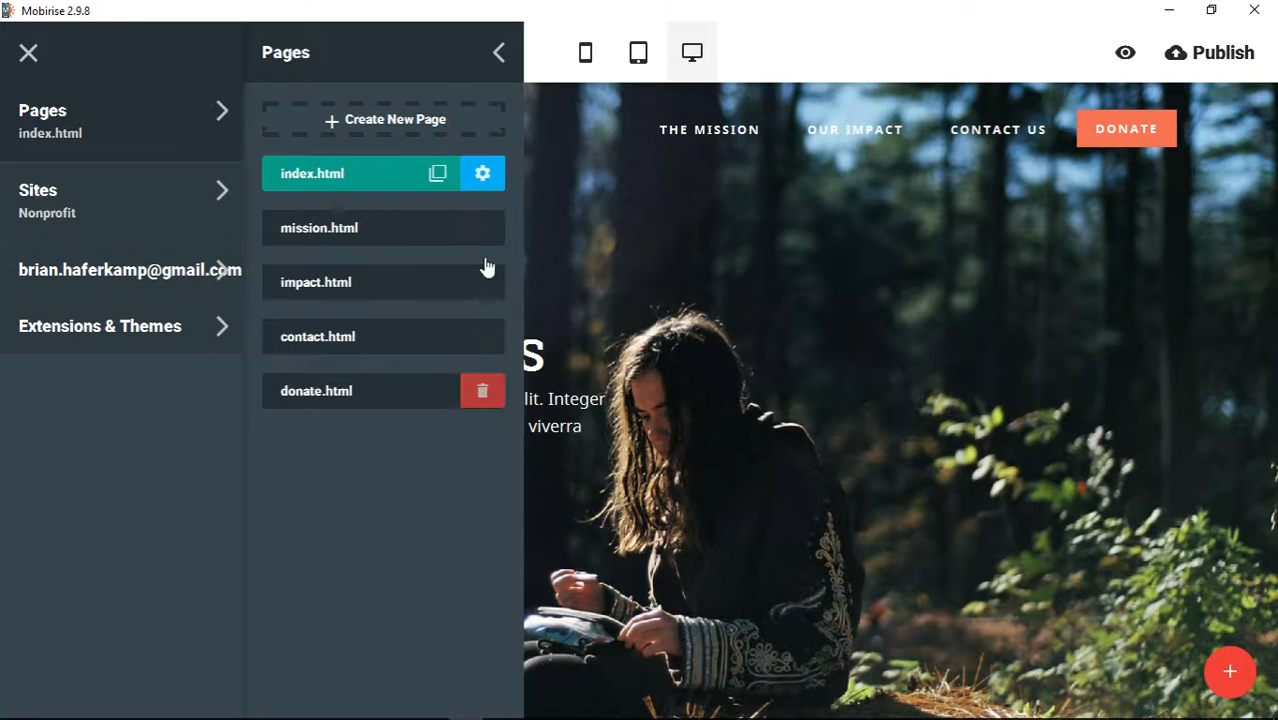 Mobirise 2.9.8
Pages
index.html
Sites
Nonprofit
brian.haferkamp@gmail.com
Extensions & Themes
Pages
+ Create New Page
index.html
mission.html
impact.html
contact.html
donate.html
Publish
THE MISSION
OUR IMPACT
CONTACT US
DONATE
S
lit. Integer
viverra